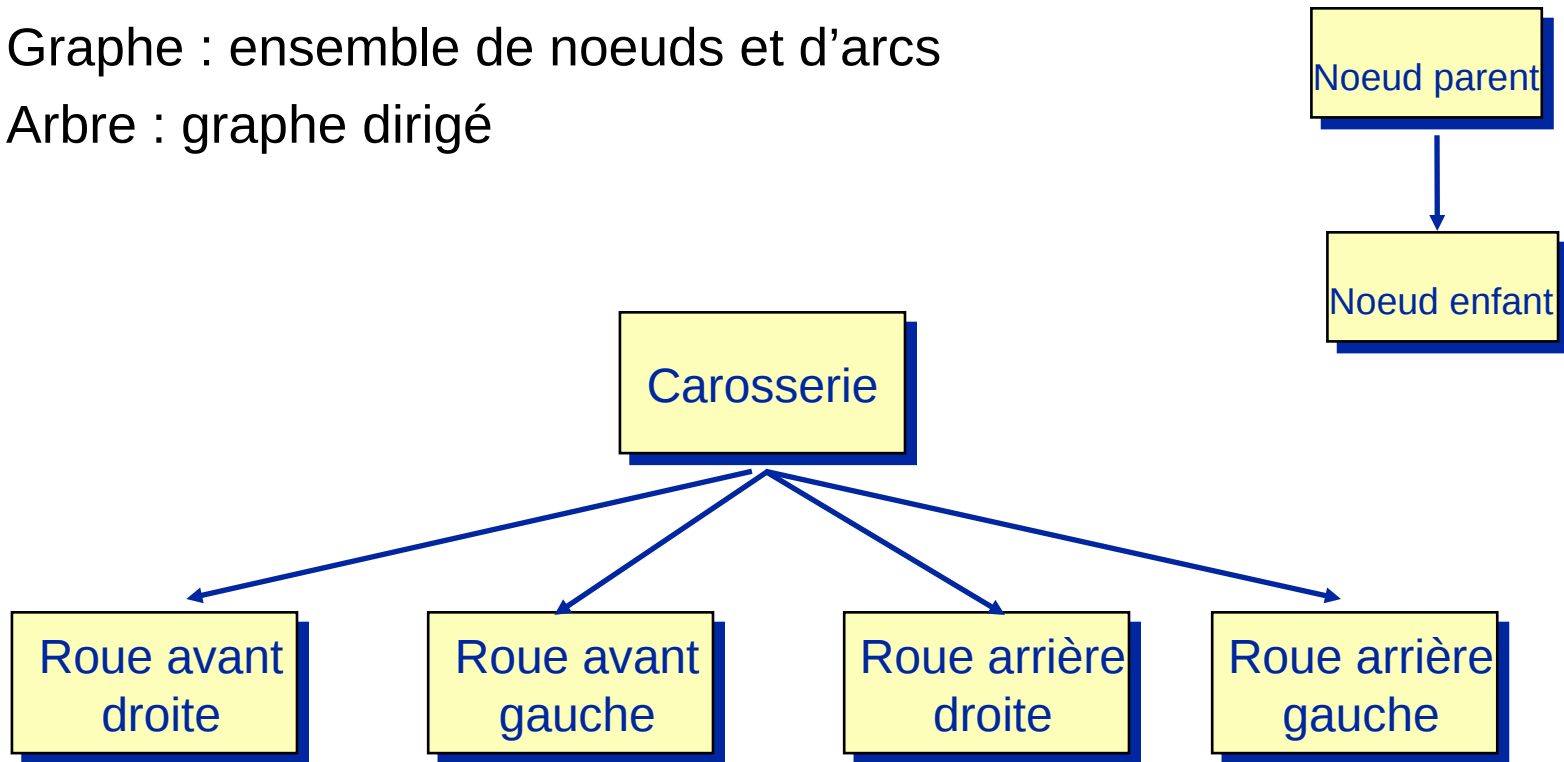 Graphe : ensemble de noeuds et d’arcs
Arbre : graphe dirigé
Noeud parent
Noeud enfant
Carosserie
Roue avant
droite
Roue avant
gauche
Roue arrière
droite
Roue arrière
gauche